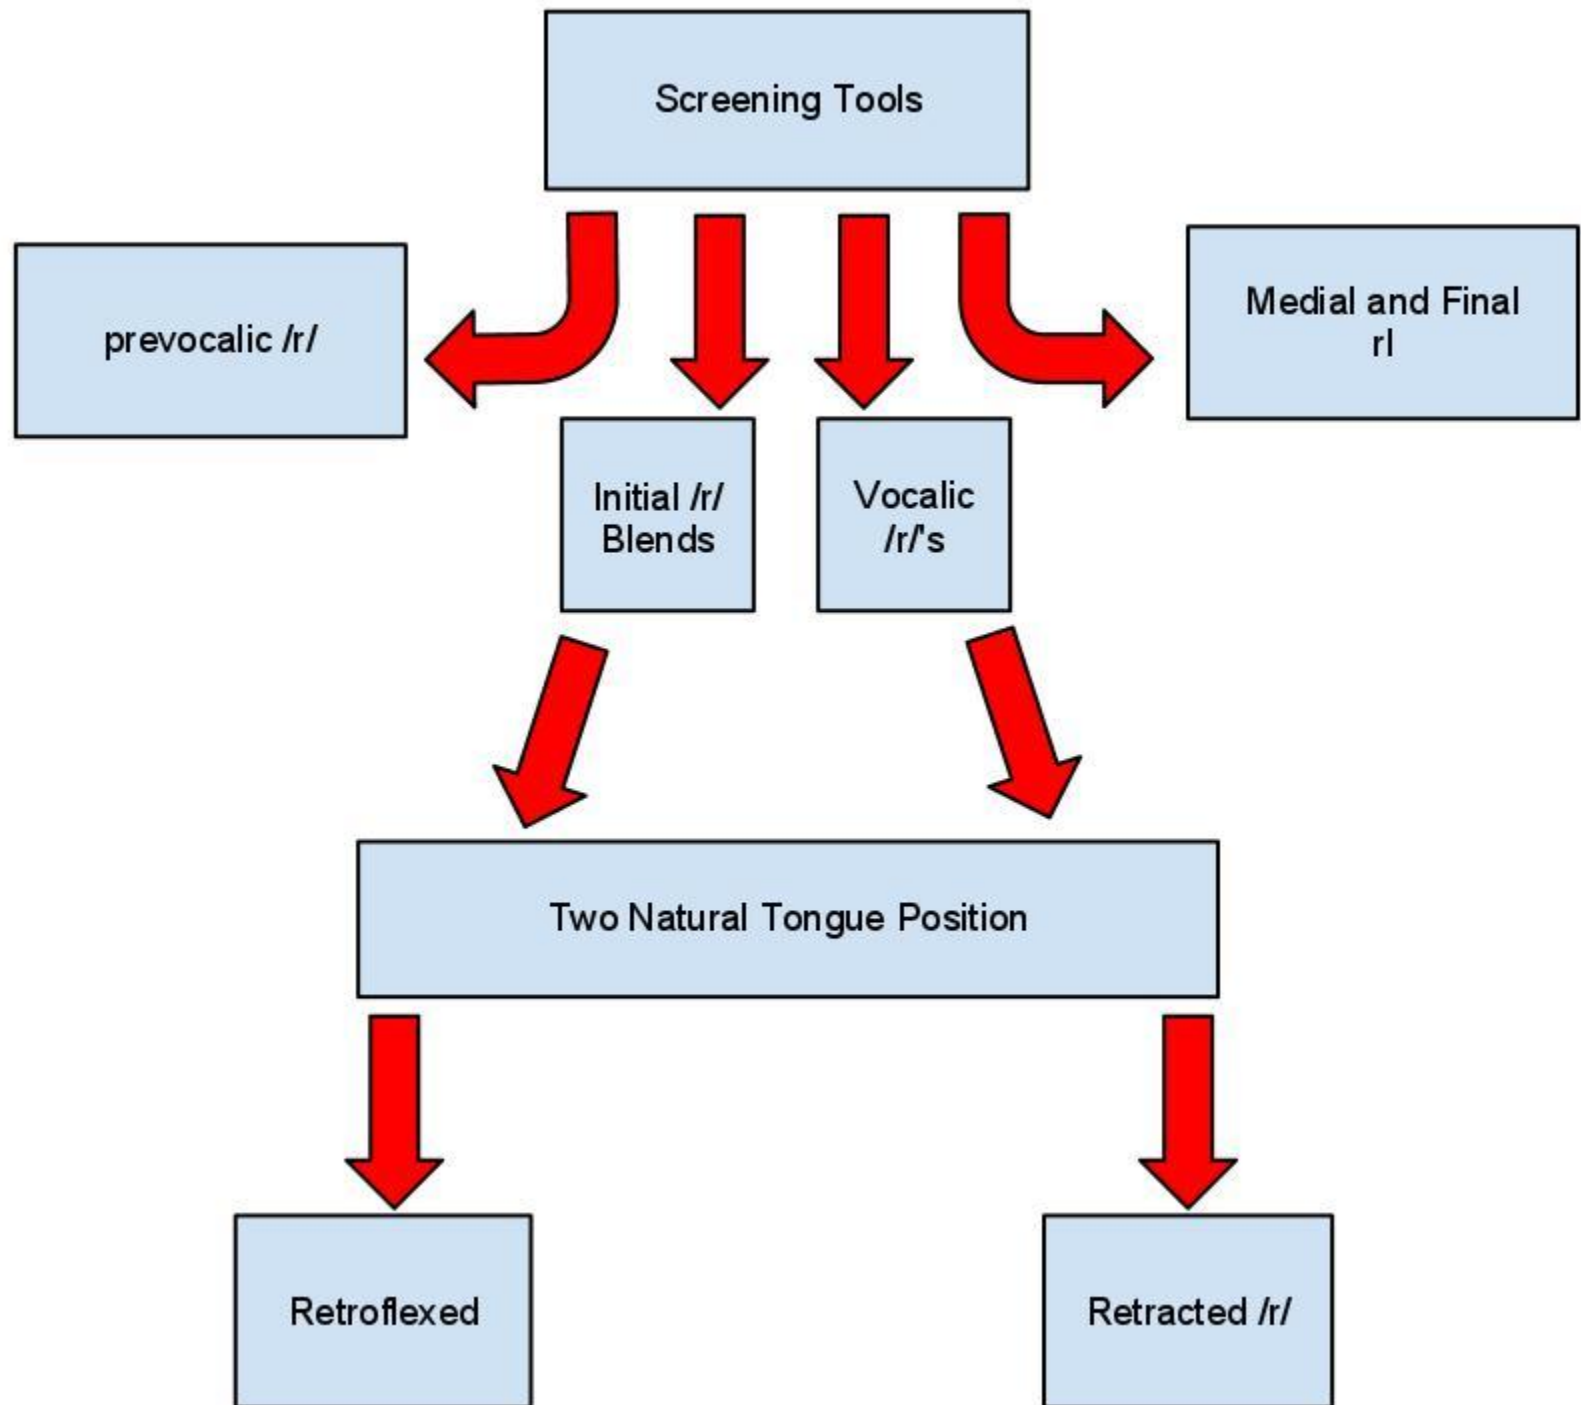 Screening Tools
prevocalic /r/
Medial and Final
rl
Initial /r/
Blends
Vocalic
/r/'s
Two Natural Tongue Position
Retroflexed
Retracted /r/